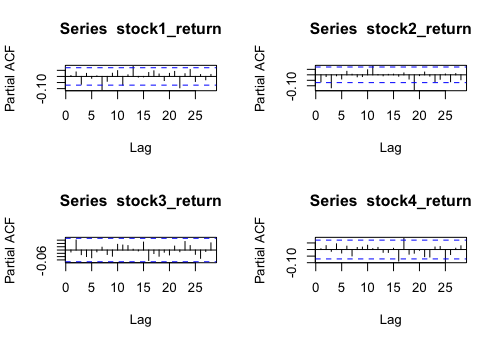 Series stock1_return
Partial ACF
-0.10
0 5 10 15 20 25
Lag
Series stock2_return
Partial ACF
-0.10
0 5 10 15 20 25
Lag
Series stock3_return
Partial ACF
-0.06
0 5 10 15 20 25
Lag
Series stock4_return
Partial ACF
-0.10
0 5 10 15 20 25
Lag